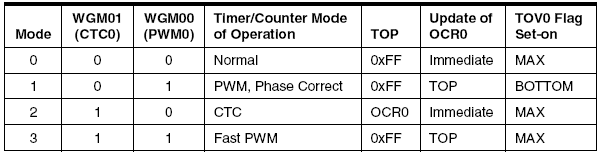 Mode WGM01 (CTC0) WGM00 (PWM0) Timer/Counter Mode of Operation TOP Update of OCR0 TOV0 Flag Set-on
0 0 0 Normal 0xFF Immediate MAX
1 0 1 PWM, Phase Correct 0xFF TOP BOTTOM
2 1 0 CTC OCR0 Immediate MAX
3 1 1 Fast PWM 0xFF TOP MAX